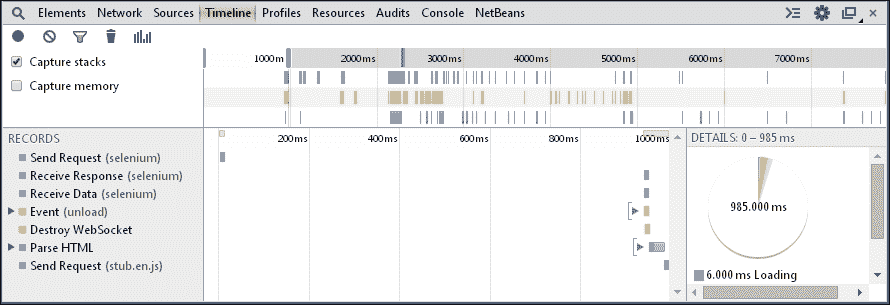 Elements Network Sources Timeline Profiles Resources Audits Console NetBeans
Capture stacks
Capture memory
1000m 2000ms 3000ms 4000ms 5000ms 6000ms 7000ms
RECORDS
200ms 400ms 600ms 800ms 1000ms
DETAILS: 0 – 985 ms
Send Request (selenium)
Receive Response (selenium)
Receive Data (selenium)
Event (unload)
Destroy WebSocket
Parse HTML
Send Request (stub.en.js)
985.000 ms
6.000 ms Loading